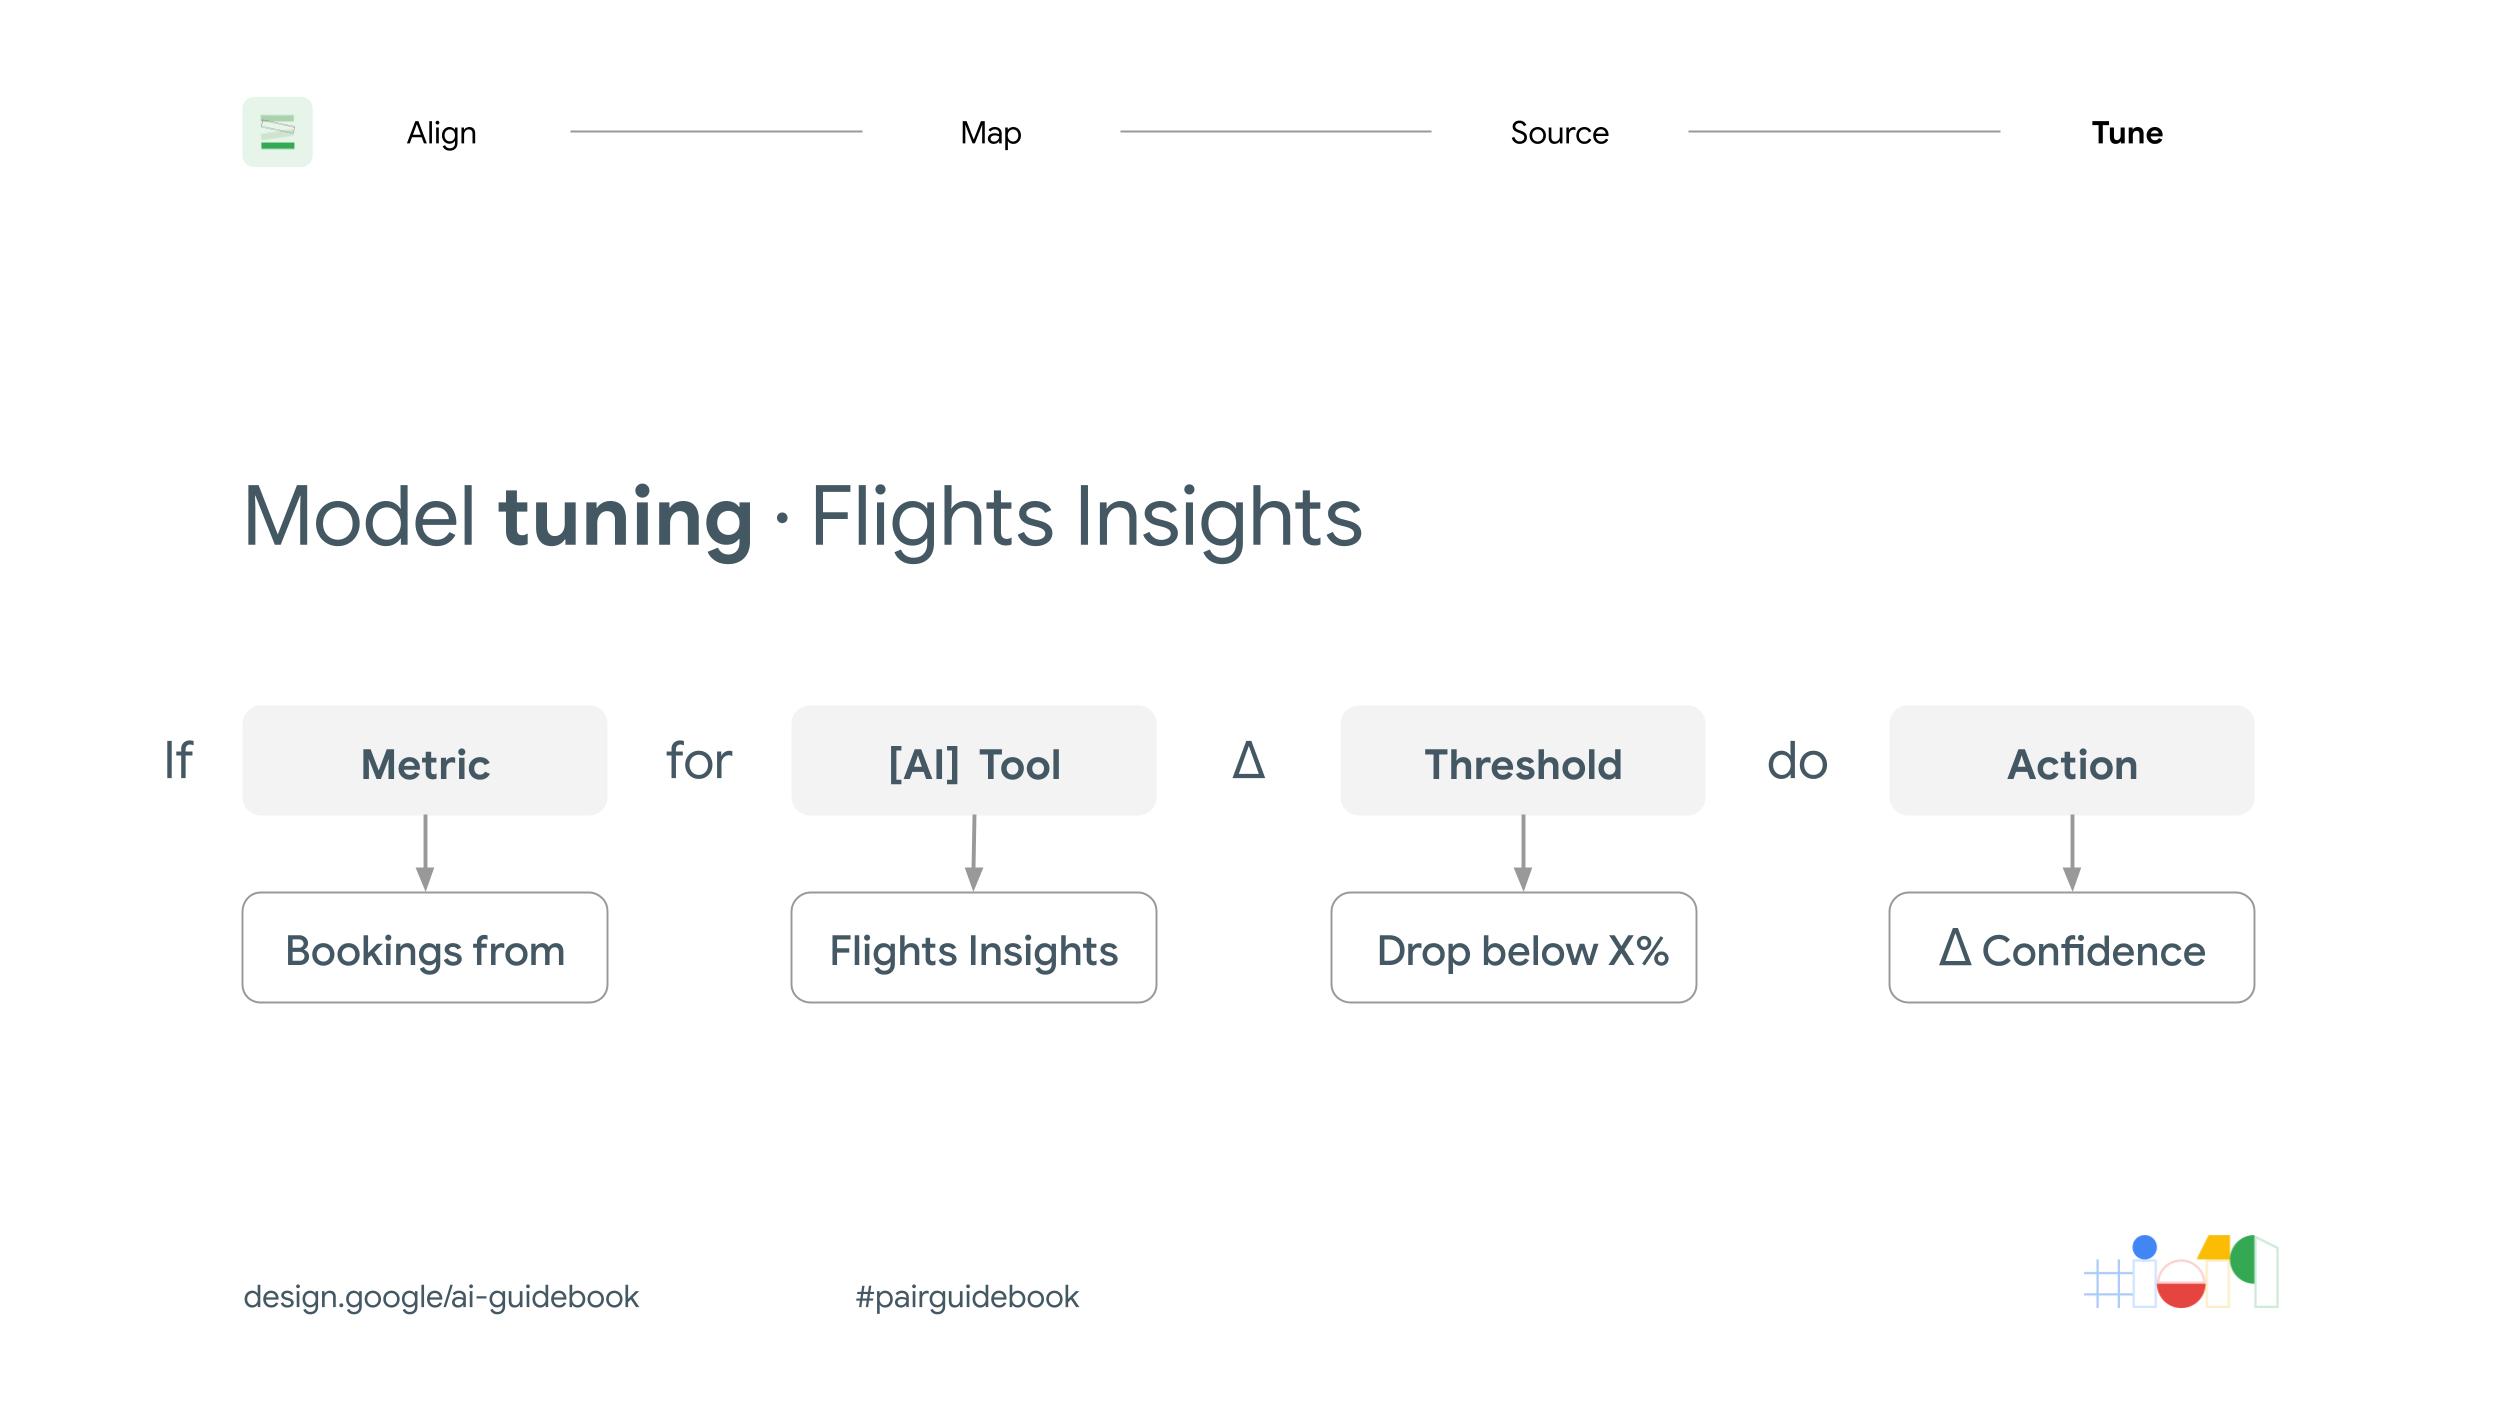 Align Map Source Tune
Model tuning · Flights Insights
If Metric for [AI] Tool Δ Threshold do Action
Bookings from Flights Insights Drop below X% Δ Confidence
design.google/ai-guidebook #pairguidebook